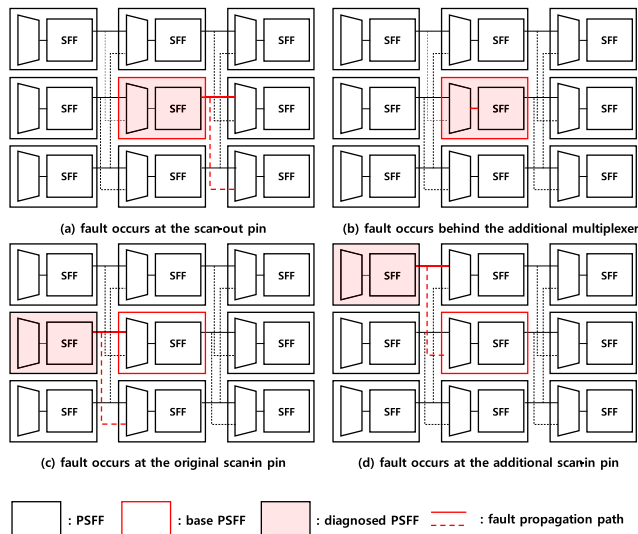 SFF SFF SFF SFF SFF SFF
SFF SFF SFF SFF SFF SFF
SFF SFF SFF SFF SFF SFF
(a) fault occurs at the scan-out pin (b) fault occurs behind the additional multiplexer
SFF SFF SFF SFF SFF SFF
SFF SFF SFF SFF SFF SFF
SFF SFF SFF SFF SFF SFF
(c) fault occurs at the original scan-in pin (d) fault occurs at the additional scan-in pin
: PSFF : base PSFF : diagnosed PSFF : fault propagation path